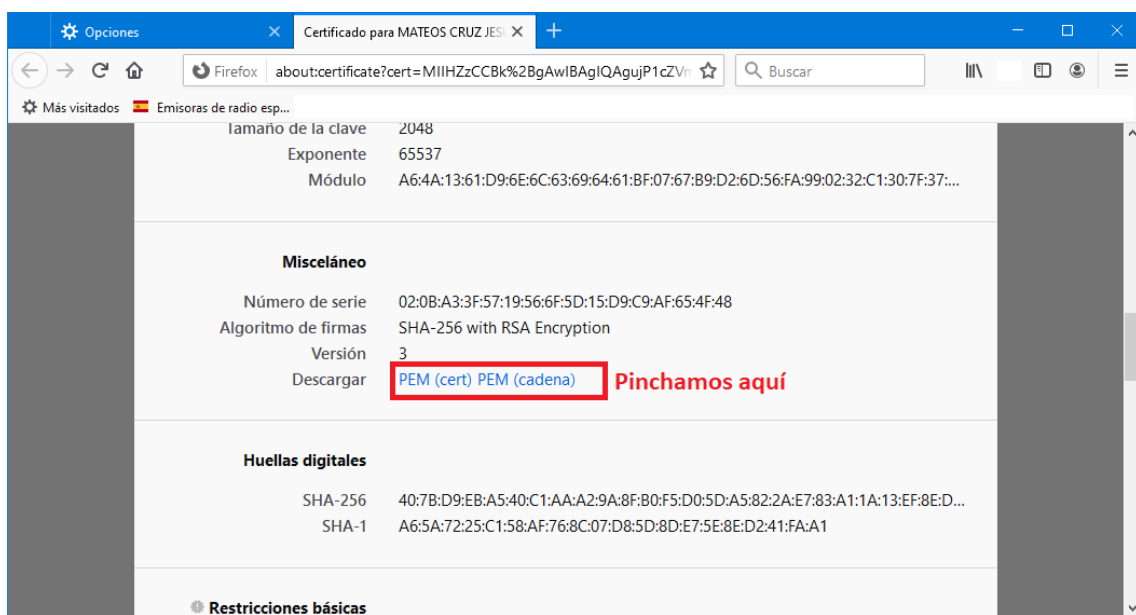 Opciones
Certificado para MATEOS CRUZ JES
Firefox about:certificate?cert=MIIHZzCCBk%2BgAwIBAgIQAgujP1cZV Buscar
Más visitados Emisoras de radio esp...
Tamaño de la clave 2048
Exponente 65537
Módulo A6:4A:13:61:D9:6E:6C:63:69:64:61:BF:07:67:B9:D2:6D:56:FA:99:02:32:C1:30:7F:37:...
Misceláneo
Número de serie 02:0B:A3:3F:57:19:56:6F:5D:15:D9:C9:AF:65:4F:48
Algoritmo de firmas SHA-256 with RSA Encryption
Versión 3
Descargar PEM (cert) PEM (cadena) Pinchamos aquí
Huellas digitales
SHA-256 40:7B:D9:EB:A5:40:C1:AA:A2:9A:8F:B0:F5:D0:5D:A5:82:2A:E7:83:A1:1A:13:EF:8E:D...
SHA-1 A6:5A:72:25:C1:58:AF:76:8C:07:D8:5D:8D:E7:5E:8E:D2:41:FA:A1
Restricciones básicas